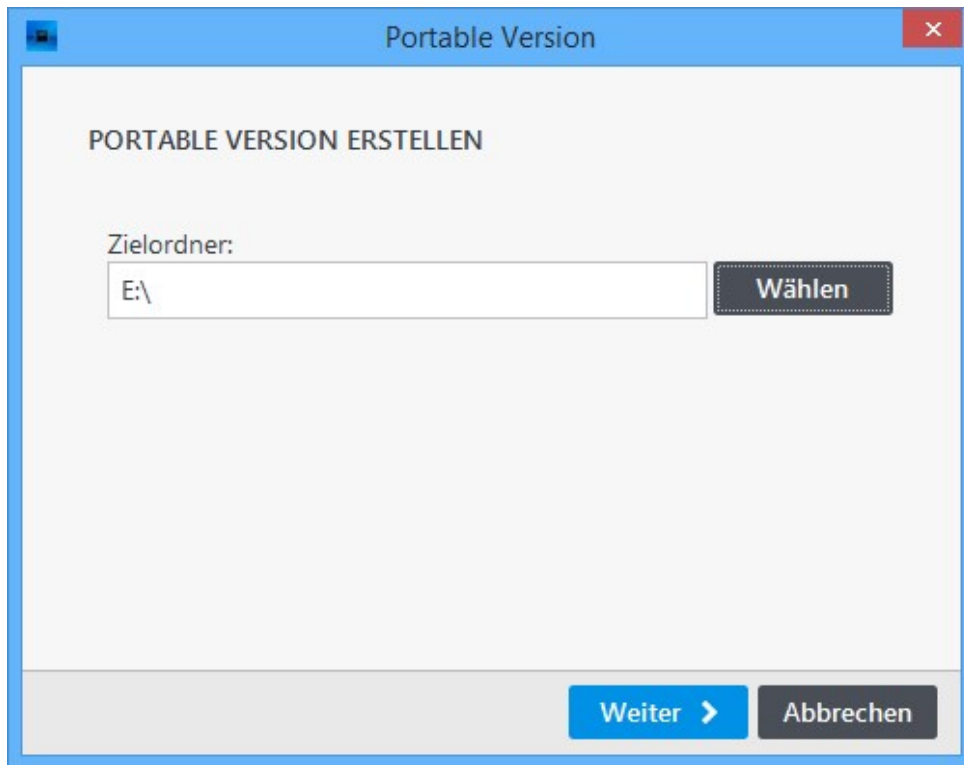 Portable Version
PORTABLE VERSION ERSTELLEN
Zielordner:
E:\
Wählen
Weiter
Abbrechen